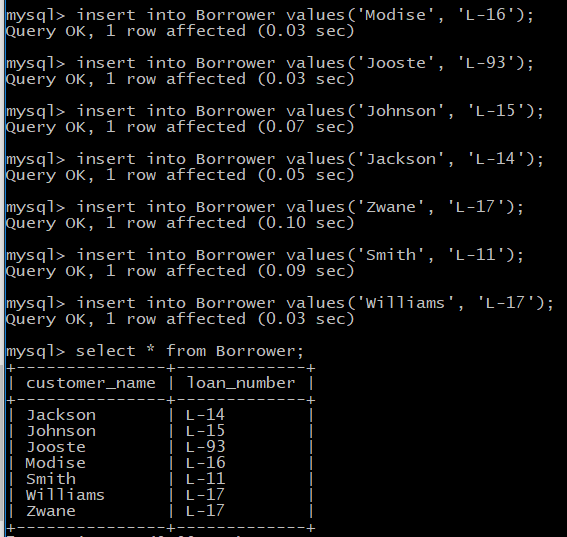 mysql> insert into Borrower values('Modise', 'L-16');
Query OK, 1 row affected (0.03 sec)
mysql> insert into Borrower values('Jooste', 'L-93');
Query OK, 1 row affected (0.03 sec)
mysql> insert into Borrower values('Johnson', 'L-15');
Query OK, 1 row affected (0.07 sec)
mysql> insert into Borrower values('Jackson', 'L-14');
Query OK, 1 row affected (0.05 sec)
mysql> insert into Borrower values('Zwane', 'L-17');
Query OK, 1 row affected (0.10 sec)
mysql> insert into Borrower values('Smith', 'L-11');
Query OK, 1 row affected (0.09 sec)
mysql> insert into Borrower values('Williams', 'L-17');
Query OK, 1 row affected (0.03 sec)
mysql> select * from Borrower;
+---------------+-------------+
| customer_name | loan_number |
+---------------+-------------+
| Jackson       | L-14        |
| Johnson       | L-15        |
| Jooste        | L-93        |
| Modise        | L-16        |
| Smith         | L-11        |
| Williams      | L-17        |
| Zwane         | L-17        |
+---------------+-------------+